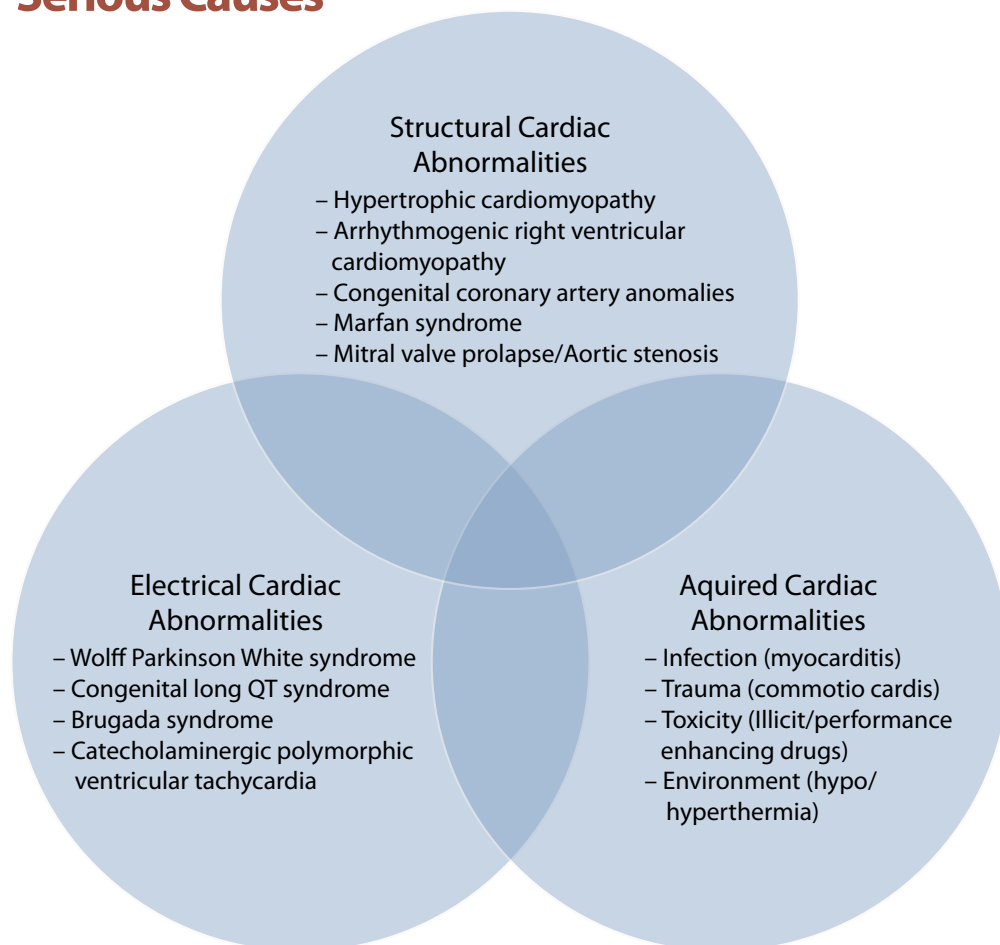 Serious Causes
Structural Cardiac
Abnormalities
– Hypertrophic cardiomyopathy
– Arrhythmogenic right ventricular
cardiomyopathy
– Congenital coronary artery anomalies
– Marfan syndrome
– Mitral valve prolapse/Aortic stenosis
Electrical Cardiac
Abnormalities
– Wolff Parkinson White syndrome
– Congenital long QT syndrome
– Brugada syndrome
– Catecholaminergic polymorphic
ventricular tachycardia
Aquired Cardiac
Abnormalities
– Infection (myocarditis)
– Trauma (commotio cardis)
– Toxicity (Illicit/performance
enhancing drugs)
– Environment (hypo/
hyperthermia)